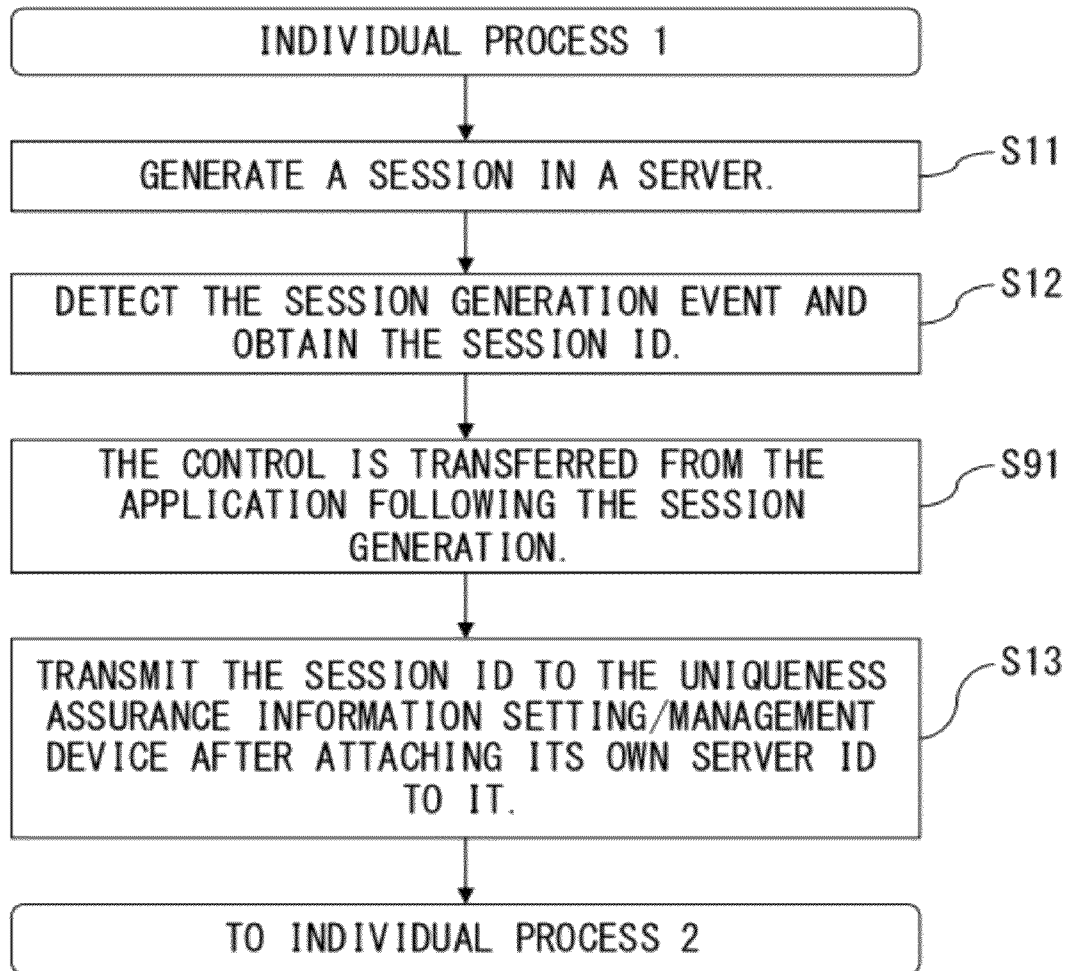 INDIVIDUAL PROCESS 1
GENERATE A SESSION IN A SERVER.
S11
DETECT THE SESSION GENERATION EVENT AND
OBTAIN THE SESSION ID.
S12
THE CONTROL IS TRANSFERRED FROM THE
APPLICATION FOLLOWING THE SESSION
GENERATION.
S91
TRANSMIT THE SESSION ID TO THE UNIQUENESS
ASSURANCE INFORMATION SETTING/MANAGEMENT
DEVICE AFTER ATTACHING ITS OWN SERVER ID
TO IT.
S13
TO INDIVIDUAL PROCESS 2